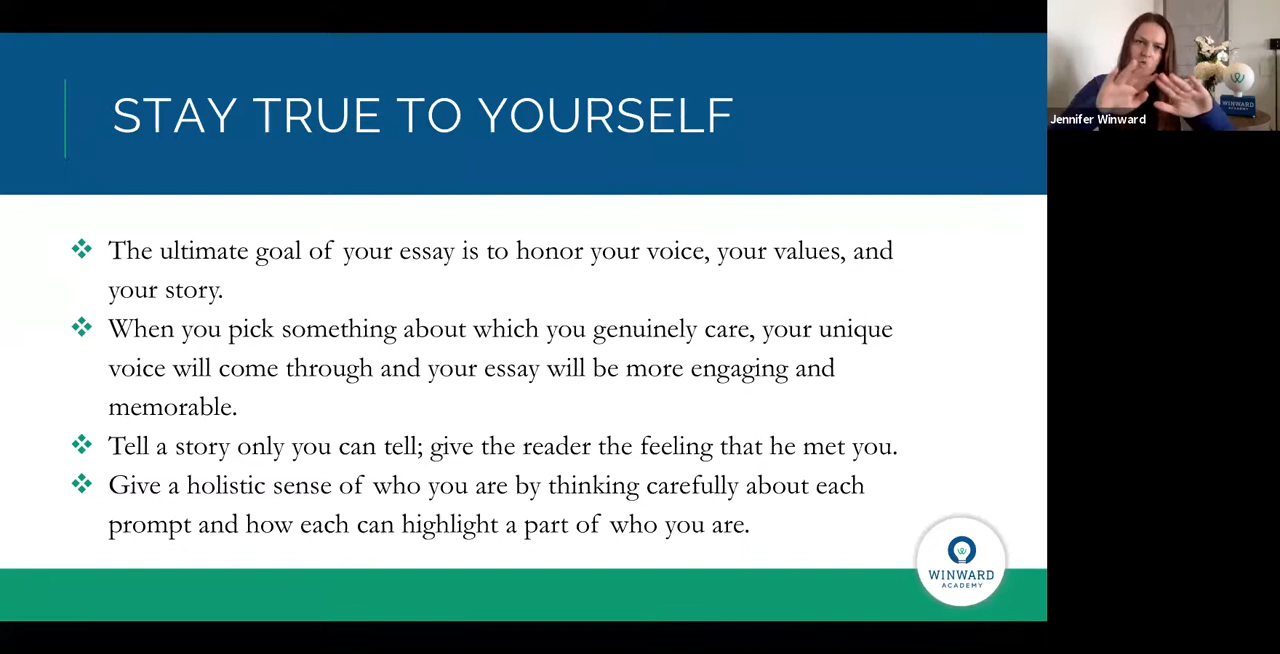 STAY TRUE TO YOURSELF
The ultimate goal of your essay is to honor your voice, your values, and
your story.
When you pick something about which you genuinely care, your unique
voice will come through and your essay will be more engaging and
memorable.
Tell a story only you can tell; give the reader the feeling that he met you.
Give a holistic sense of who you are by thinking carefully about each
prompt and how each can highlight a part of who you are.
WINWARD
ACADEMY
WINWARD
ACADEMY
Jennifer Winward